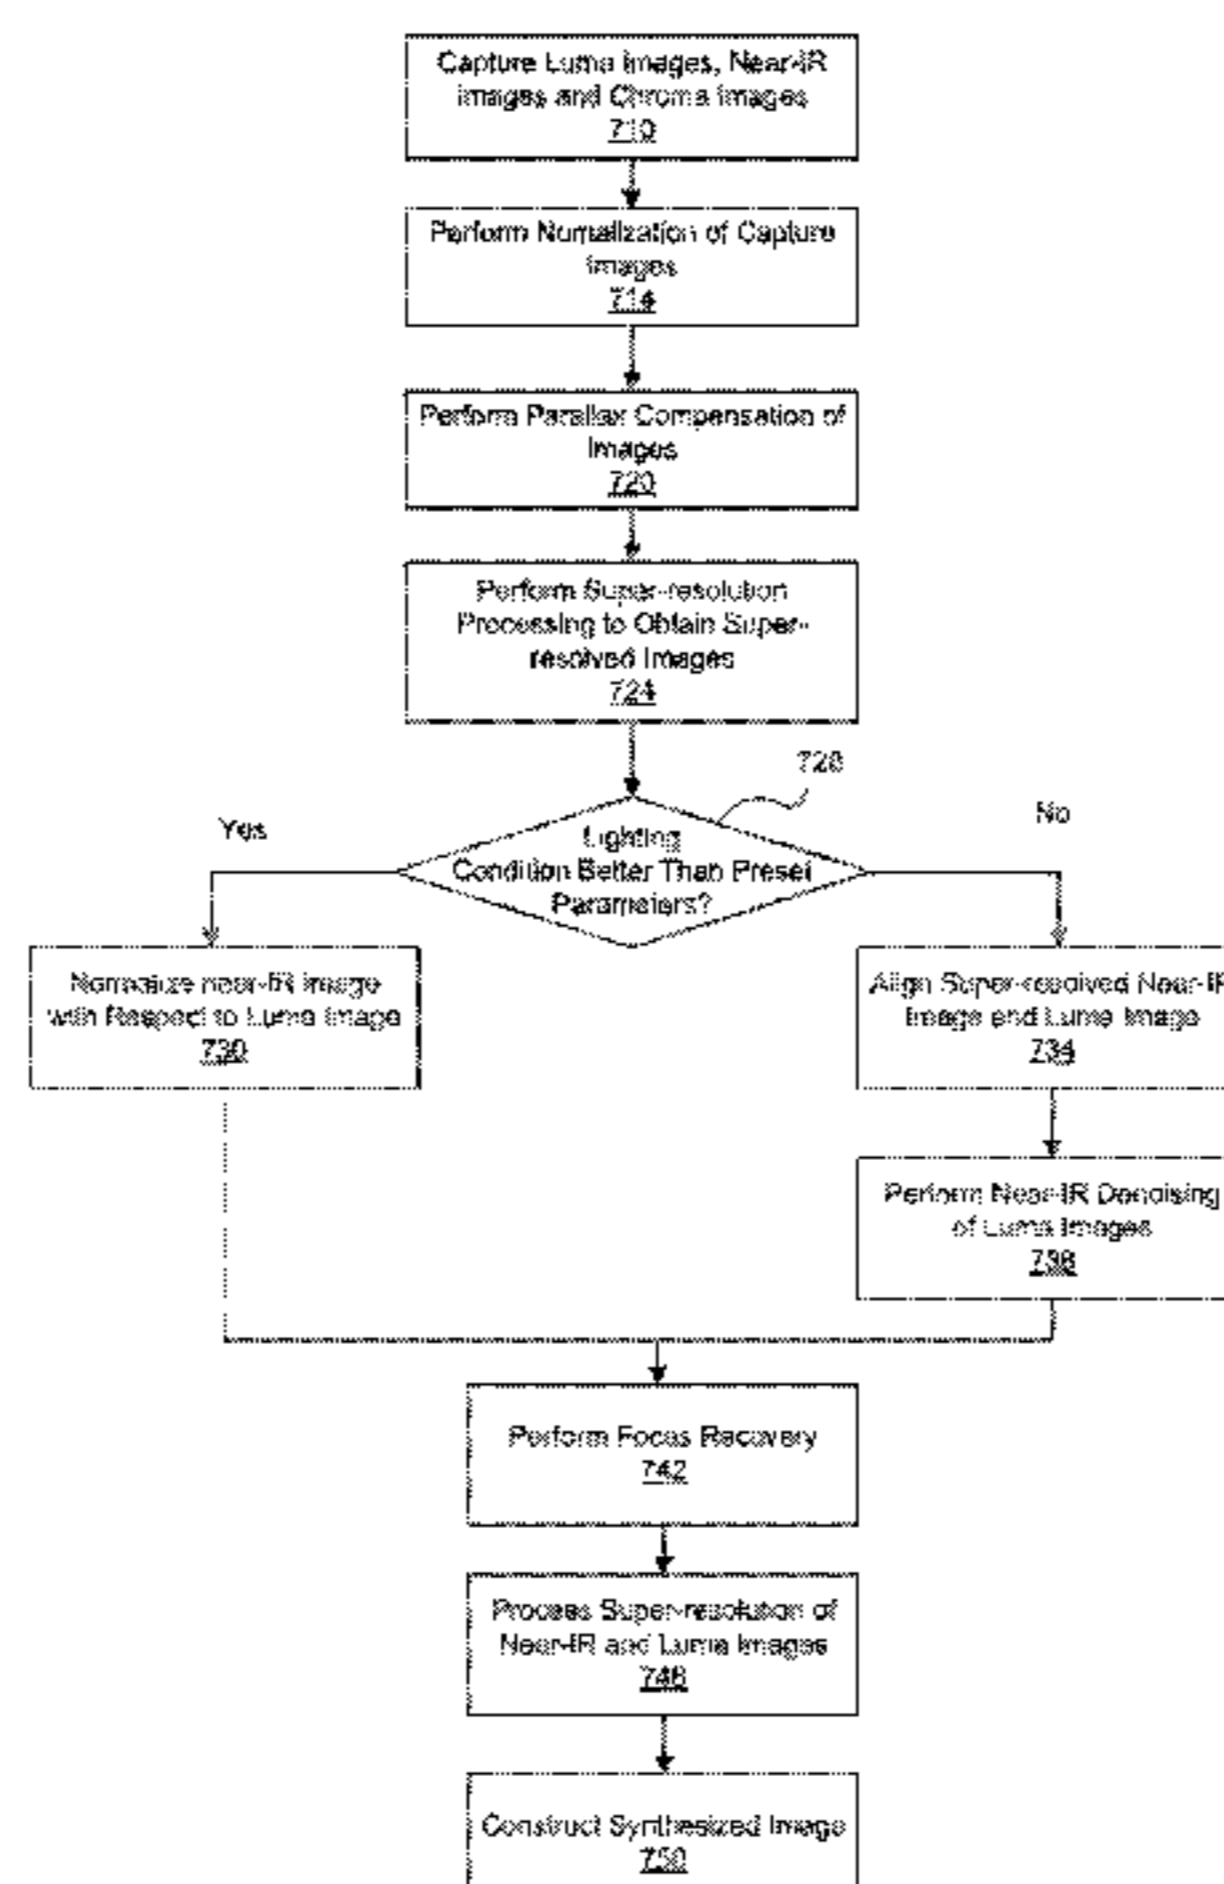 Capture Luma Images, Near-IR
Images and Chroma Images
710
Perform Normalization of Capture
Images
714
Perform Parallax Compensation of
Images
720
Perform Super-resolution
Processing to Obtain Super-
resolved Images
724
728
Yes
No
Lighting
Condition Better Than Preset
Parameters?
Normalize near-IR image
with Respect to Luma Image
730
Align Super-resolved Near-IR
Image and Luma Image
734
Perform Near-IR Denoising
of Luma Images
738
Perform Focus Recovery
742
Process Super-resolution of
Near-IR and Luma Images
746
Construct Synthesized Image
750